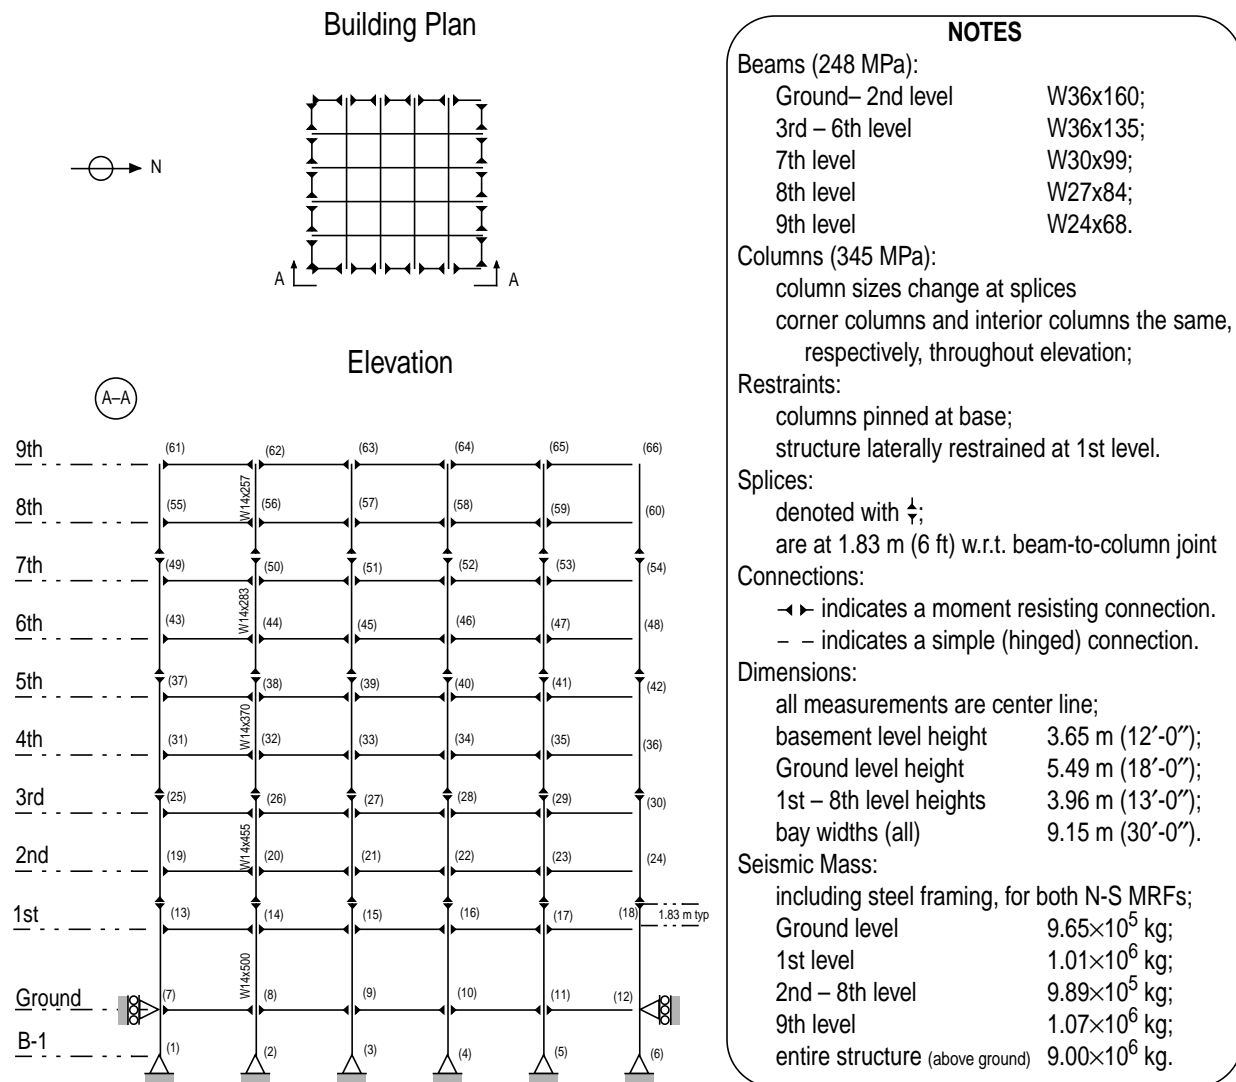 Building Plan
N
A
A
Elevation
A–A
9th
(61) (62) (63) (64) (65) (66)
W14x257
8th
(55) (56) (57) (58) (59) (60)
7th
(49) (50) (51) (52) (53) (54)
W14x283
6th
(43) (44) (45) (46) (47) (48)
5th
(37) (38) (39) (40) (41) (42)
W14x370
4th
(31) (32) (33) (34) (35) (36)
3rd
(25) (26) (27) (28) (29) (30)
W14x455
2nd
(19) (20) (21) (22) (23) (24)
1st
(13) (14) (15) (16) (17) (18) 1.83 m typ
W14x500
Ground
(7) (8) (9) (10) (11) (12)
B-1
(1) (2) (3) (4) (5) (6)
NOTES
Beams (248 MPa):
Ground– 2nd level W36x160;
3rd – 6th level W36x135;
7th level W30x99;
8th level W27x84;
9th level W24x68.
Columns (345 MPa):
column sizes change at splices
corner columns and interior columns the same,
respectively, throughout elevation;
Restraints:
columns pinned at base;
structure laterally restrained at 1st level.
Splices:
denoted with ;
are at 1.83 m (6 ft) w.r.t. beam-to-column joint
Connections:
indicates a moment resisting connection.
– – indicates a simple (hinged) connection.
Dimensions:
all measurements are center line;
basement level height 3.65 m (12′-0″);
Ground level height 5.49 m (18′-0″);
1st – 8th level heights 3.96 m (13′-0″);
bay widths (all) 9.15 m (30′-0″).
Seismic Mass:
including steel framing, for both N-S MRFs;
Ground level 9.65×10⁵ kg;
1st level 1.01×10⁶ kg;
2nd – 8th level 9.89×10⁵ kg;
9th level 1.07×10⁶ kg;
entire structure (above ground) 9.00×10⁶ kg.